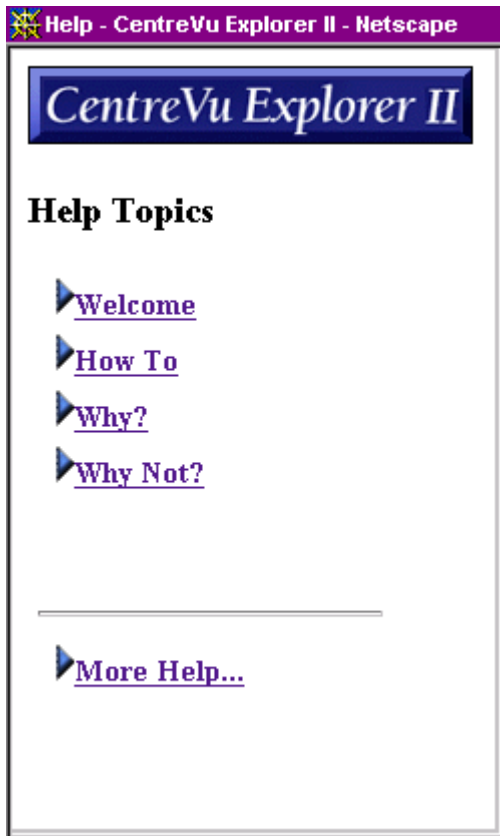 Help - CentreVu Explorer II - Netscape
CentreVu Explorer II
Help Topics
Welcome
How To
Why?
Why Not?
More Help...